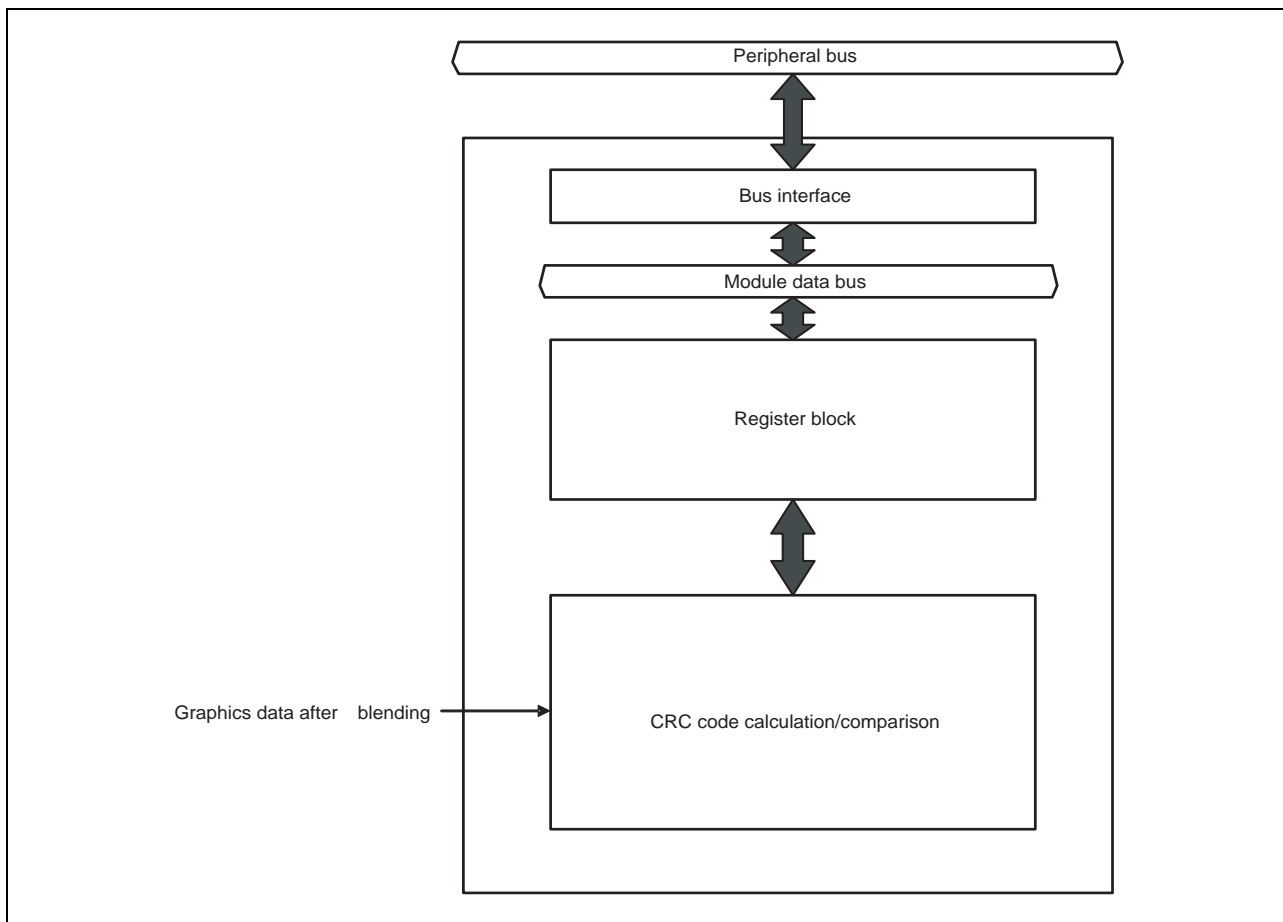 Peripheral bus
Bus interface
Module data bus
Register block
Graphics data after blending
CRC code calculation/comparison